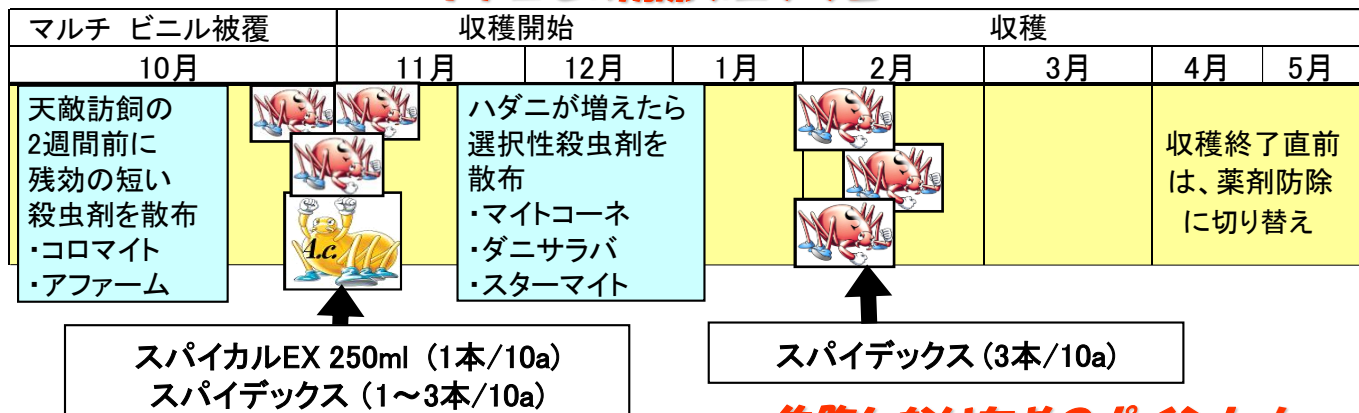 マルチ ビニル被覆 収穫開始 収穫
10月 11月 12月 1月 2月 3月 4月 5月
天敵訪飼の
2週間前に
残効の短い
殺虫剤を散布
・コロマイト
・アファーム
A.c.
ハダニが増えたら
選択性殺虫剤を
散布
・マイトコーネ
・ダニサラバ
・スターマイト
収穫終了直前
は、薬剤防除
に切り替え
スパイカルEX 250ml (1本/10a)
スパイデックス (1～3本/10a)
スパイデックス (3本/10a)